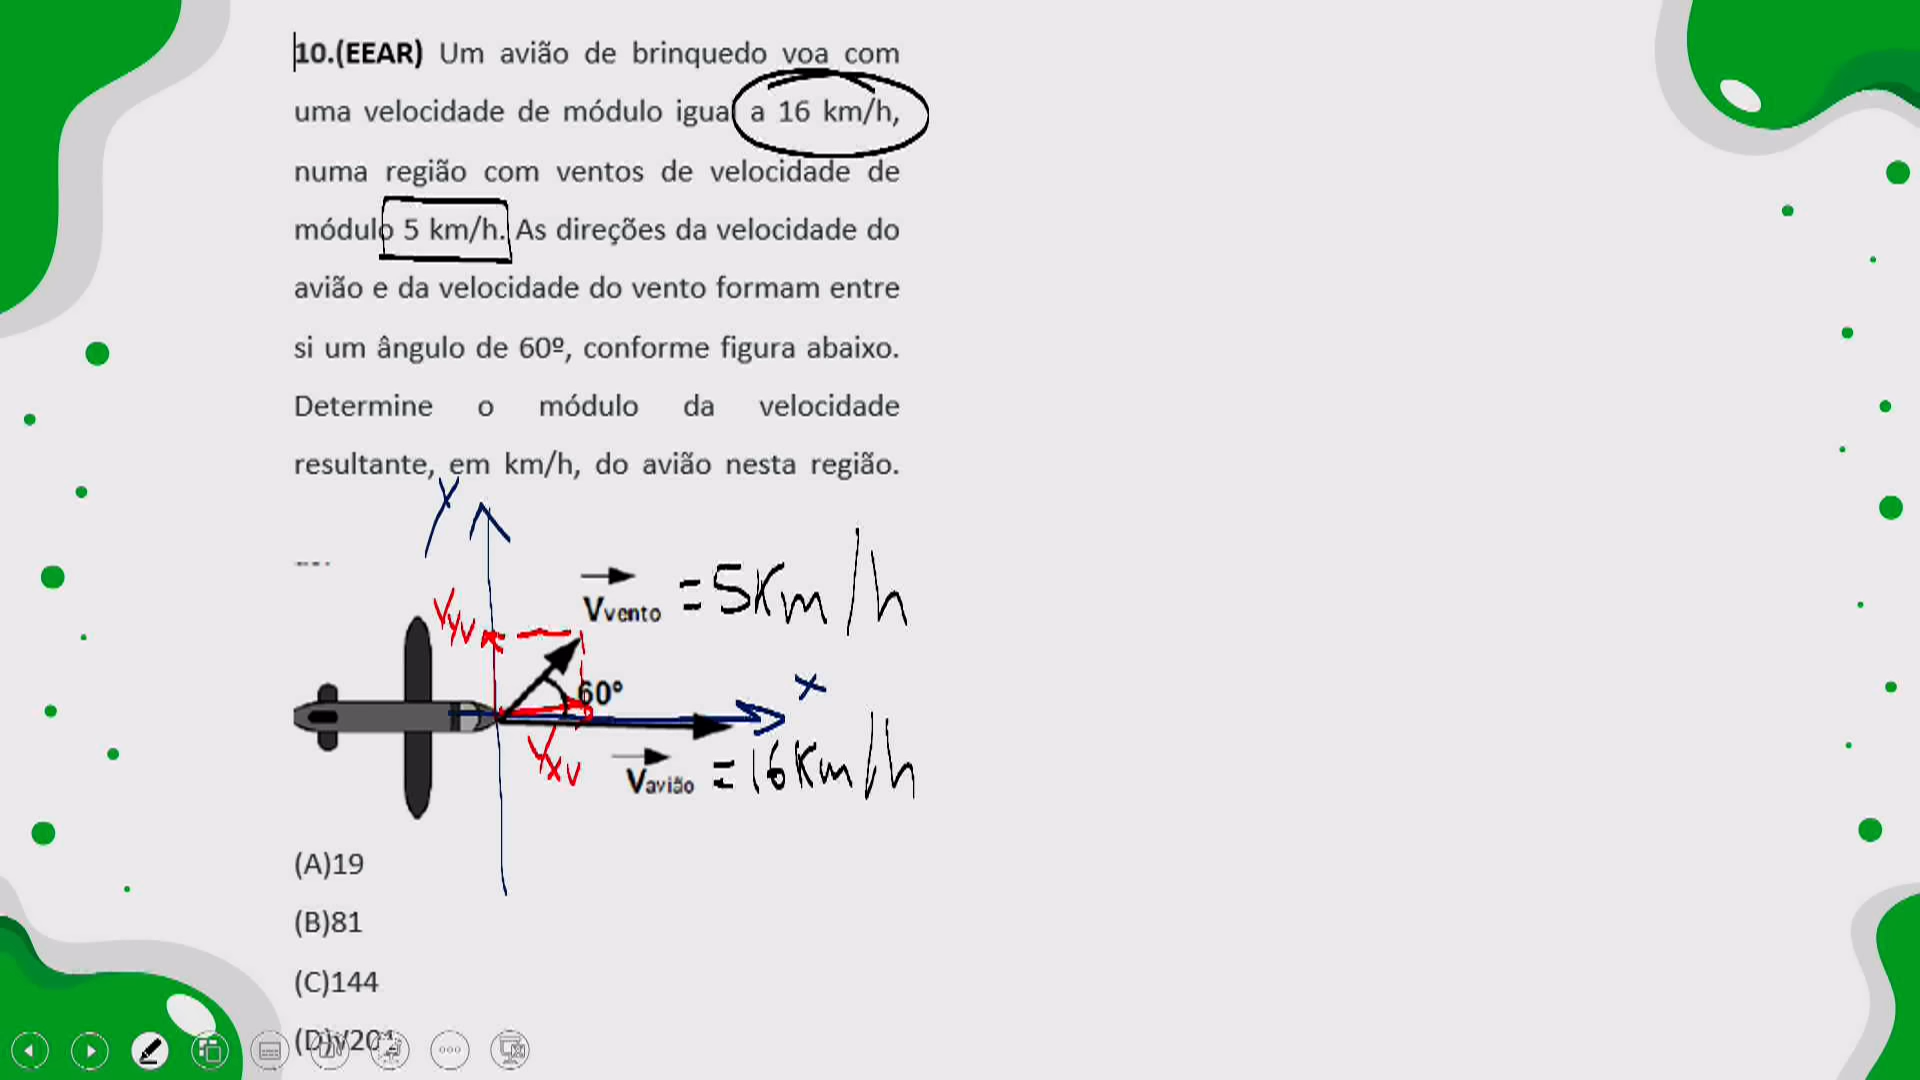 10.(EEAR) Um avião de brinquedo voa com
uma velocidade de módulo igual a 16 km/h,
numa região com ventos de velocidade de
módulo 5 km/h. As direções da velocidade do
avião e da velocidade do vento formam entre
si um ângulo de 60º, conforme figura abaixo.
Determine o módulo da velocidade
resultante, em km/h, do avião nesta região.
Y
Vvento = 5Km/h
Vyv
60º
x
Vxv
Vavião = 16Km/h
(A)19
(B)81
(C)144
(D)√201